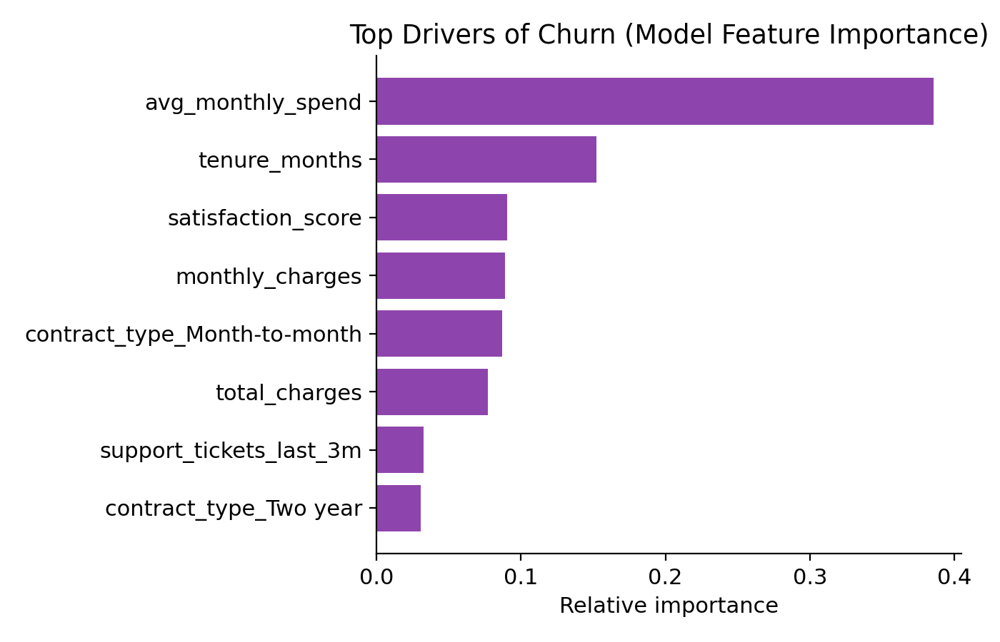 Top Drivers of Churn (Model Feature Importance)
avg_monthly_spend
tenure_months
satisfaction_score
monthly_charges
contract_type_Month-to-month
total_charges
support_tickets_last_3m
contract_type_Two year
0.0 0.1 0.2 0.3 0.4
Relative importance